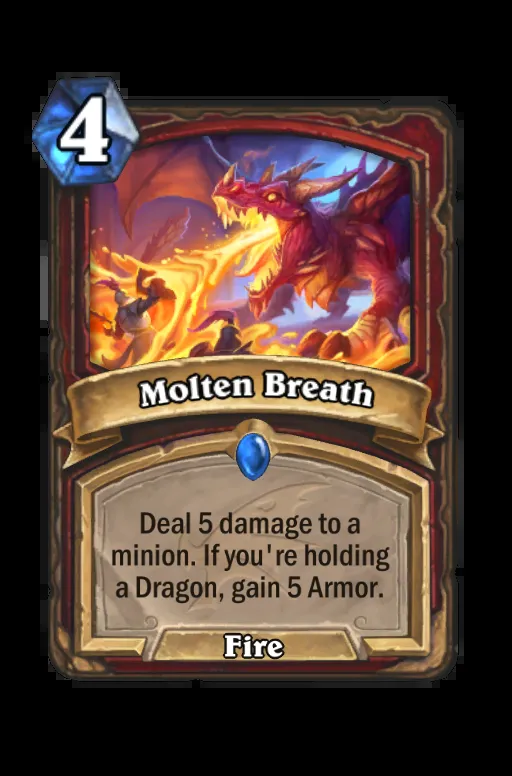 4
Molten Breath
Deal 5 damage to a
minion. If you're holding
a Dragon, gain 5 Armor.
Fire